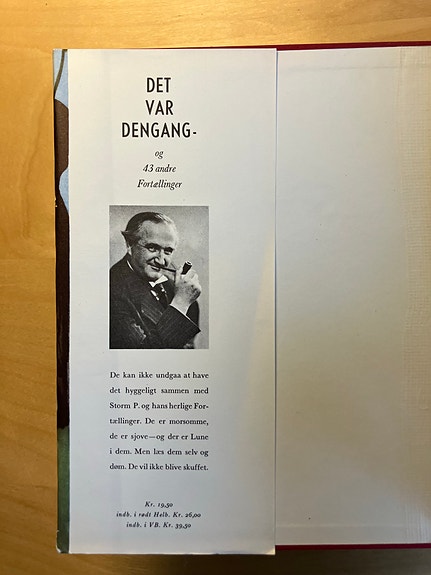 DET
VAR
DENGANG-
og
43 andre
Fortællinger
De kan ikke undgaa at have
det hyggeligt sammen med
Storm P. og hans herlige For-
tællinger. De er morsomme,
de er sjove—og der er Lune
i dem. Men læs dem selv og
døm. De vil ikke blive skuffet.
Kr. 19,50
indb. i rødt Helb. Kr. 26,00
indb. i VB. Kr. 39,50